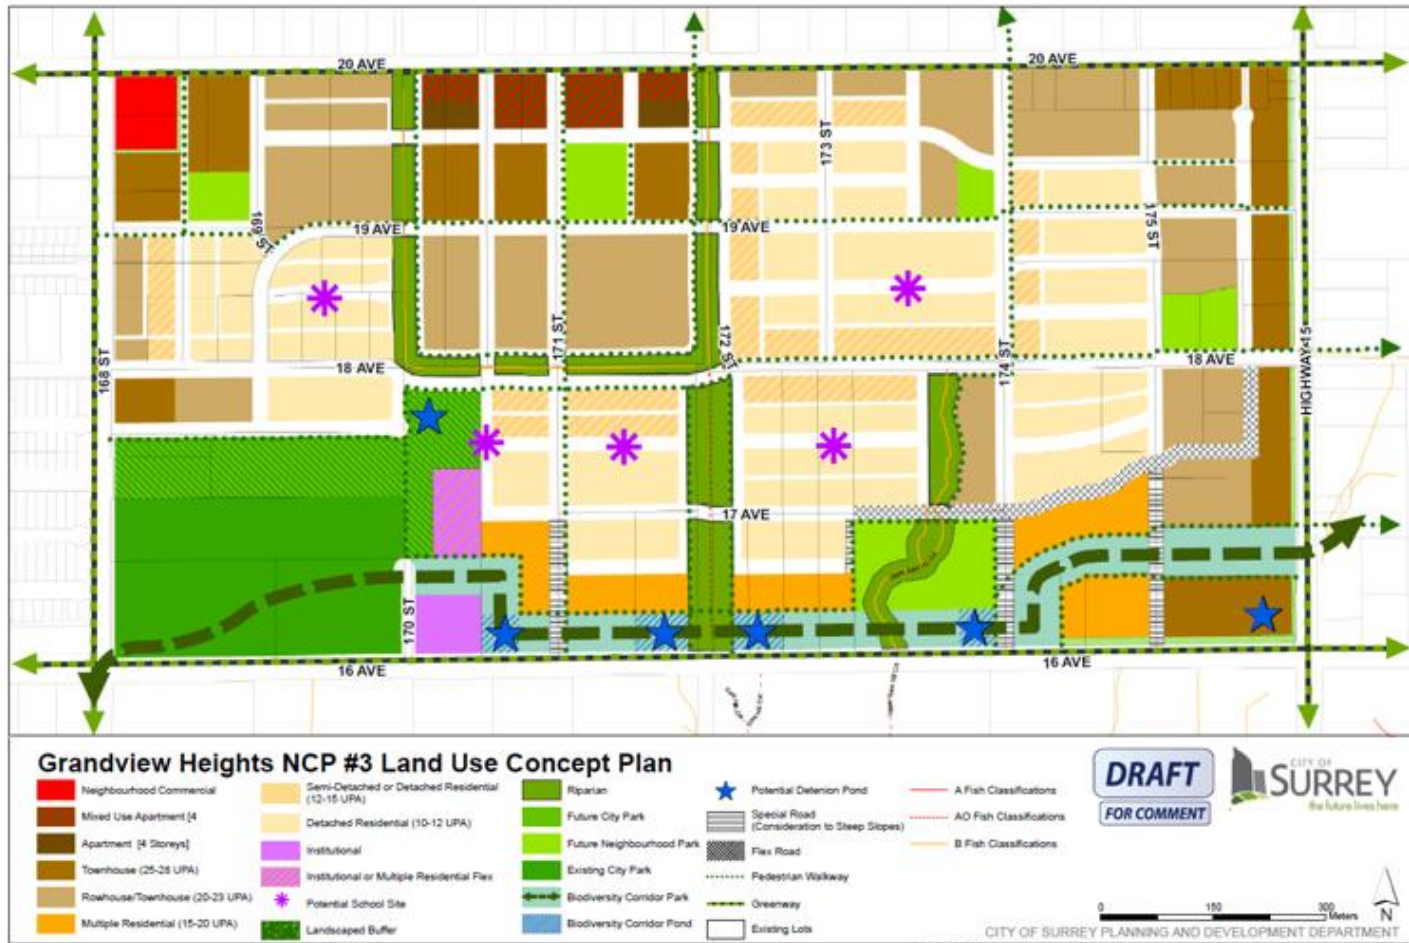 20 AVE
20 AVE
173 ST
169 ST
19 AVE
19 AVE
175 ST
168 ST
18 AVE
171 ST
172 ST
174 ST
18 AVE
HIGHWAY 15
17 AVE
170 ST
16 AVE
16 AVE
Grandview Heights NCP #3 Land Use Concept Plan
Neighbourhood Commercial
Mixed Use Apartment [4
Apartment [4 Storeys]
Townhouse (25-28 UPA)
Rowhouse/Townhouse (20-23 UPA)
Multiple Residential (15-20 UPA)
Semi-Detached or Detached Residential
(12-15 UPA)
Detached Residential (10-12 UPA)
Institutional
Institutional or Multiple Residential Flex
Potential School Site
Landscaped Buffer
Riparian
Future City Park
Future Neighbourhood Park
Existing City Park
Biodiversity Corridor Park
Biodiversity Corridor Pond
Potential Detenion Pond
Special Road
(Consideration to Steep Slopes)
Flex Road
Pedestrian Walkway
Greenway
Existing Lots
A Fish Classifications
AO Fish Classifications
B Fish Classifications
DRAFT
FOR COMMENT
CITY OF
SURREY
the future lives here
0 150 300
Meters
N
CITY OF SURREY PLANNING AND DEVELOPMENT DEPARTMENT